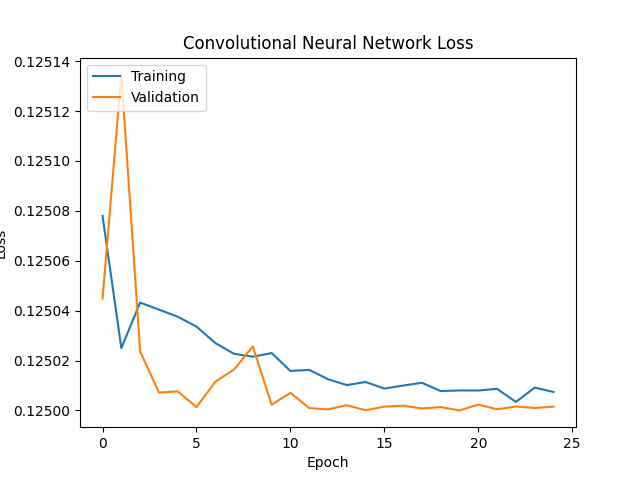 Convolutional Neural Network Loss
Training
Validation
0.12514
0.12512
0.12510
0.12508
0.12506
0.12504
0.12502
0.12500
Loss
0 5 10 15 20 25
Epoch